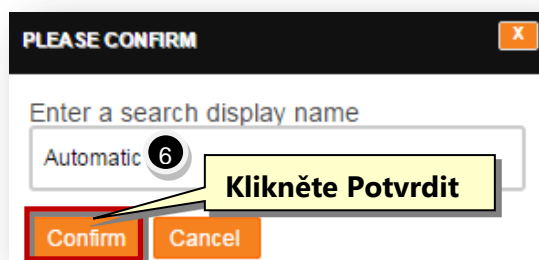 PLEASE CONFIRM X
Enter a search display name
Automatic 6
Klikněte Potvrdit
Confirm Cancel